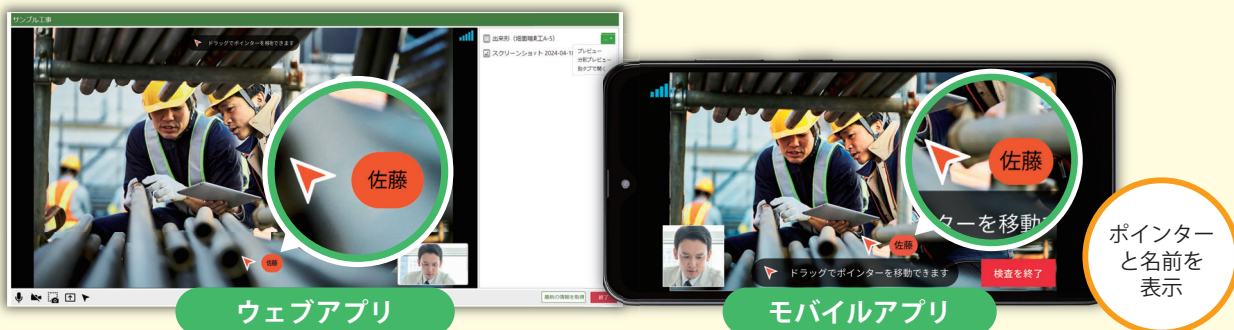 サンプル工事
ドラッグでポインターを移動できます
出来形（畑面暗渠工A-5）
スクリーンショット 2024-04-1
プレビュー
分割プレビュー
別タブで開く
佐藤
佐藤
最新の情報を取得
終了
ウェブアプリ
佐藤
ターを移動
佐藤
ドラッグでポインターを移動できます
検査を終了
モバイルアプリ
ポインター
と名前を
表示